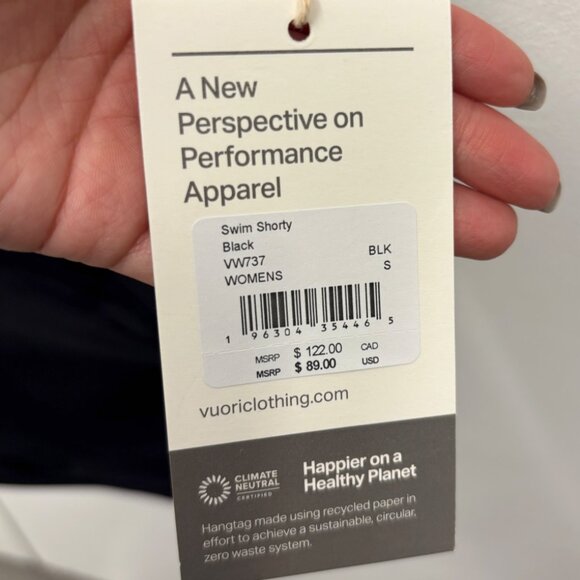 A New
Perspective on
Performance
Apparel
Swim Shorty
Black
VW737 BLK
WOMENS S
1 96304 35446 5
MSRP $ 122.00 CAD
MSRP $ 89.00 USD
vuoriclothing.com
CLIMATE
NEUTRAL
CERTIFIED
Happier on a
Healthy Planet
Hangtag made using recycled paper in
effort to achieve a sustainable, circular,
zero waste system.